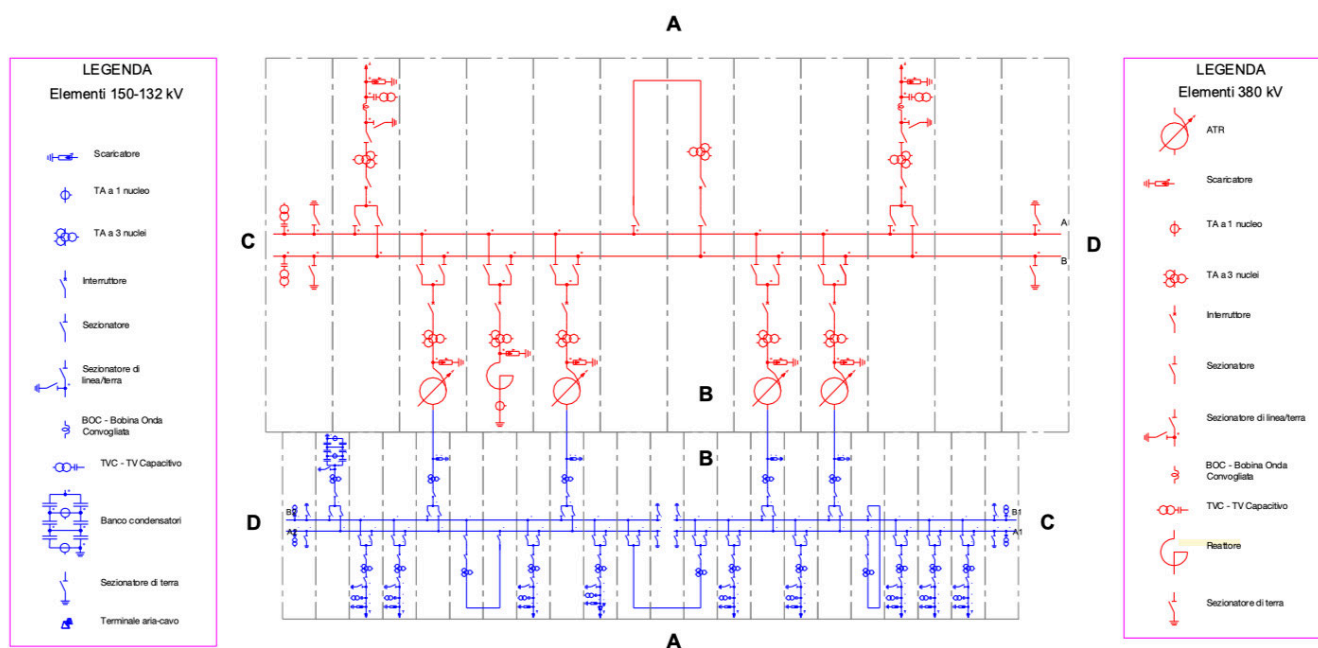 A
LEGENDA
Elementi 150-132 kV
Scaricatore
TA a 1 nucleo
TA a 3 nuclei
Interruttore
Sezionatore
Sezionatore di
linea/terra
BOC - Bobina Onda
Convogliata
TVC - TV Capacitivo
Banco condensatori
Sezionatore di terra
Terminale aria-cavo
C
A
B
D
B
B
D
B1
A1
C
A
LEGENDA
Elementi 380 kV
ATR
Scaricatore
TA a 1 nucleo
TA a 3 nuclei
Interruttore
Sezionatore
Sezionatore di linea/terra
BOC - Bobina Onda
Convogliata
TVC - TV Capacitivo
Reattore
Sezionatore di terra